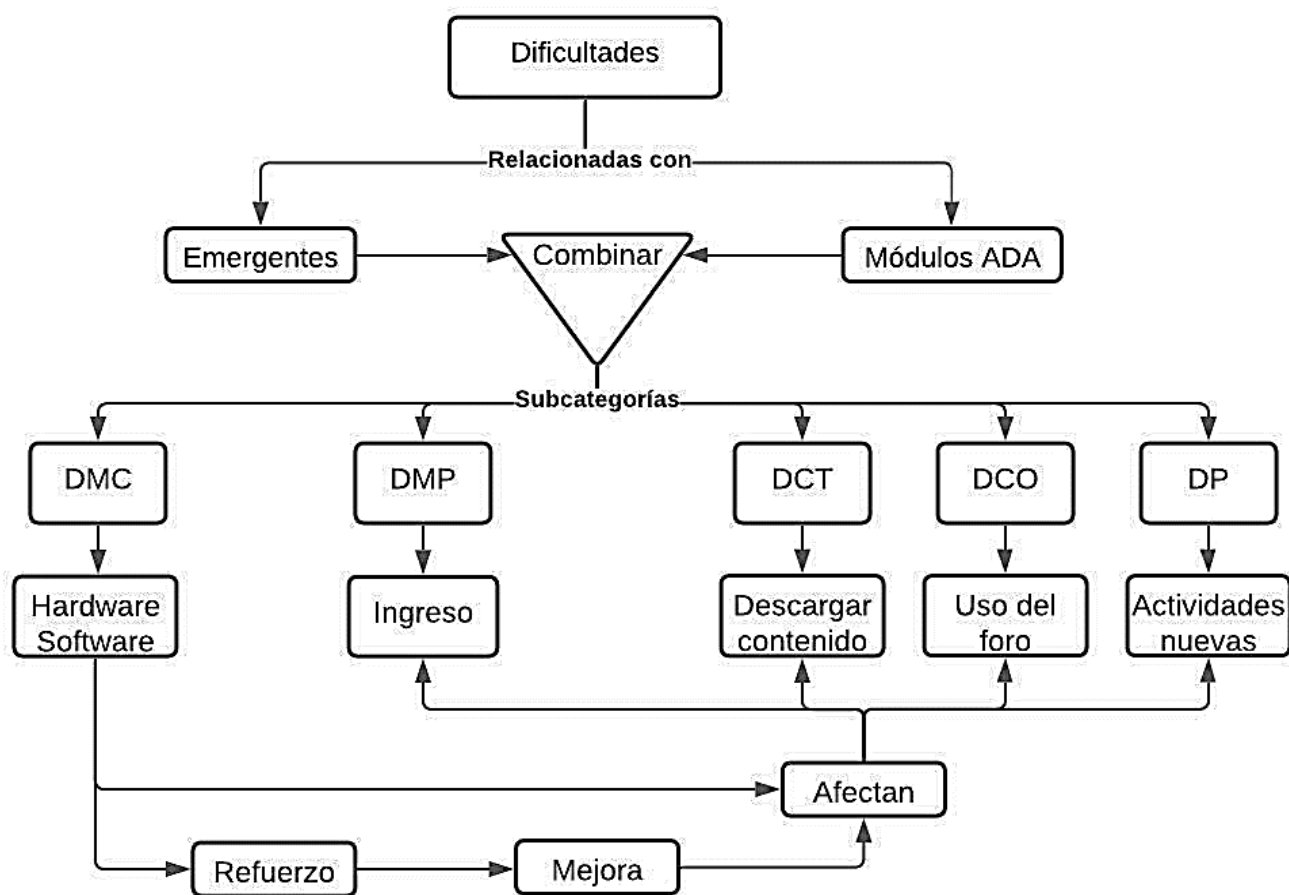 Dificultades
Relacionadas con
Emergentes
Combinar
Módulos ADA
Subcategorías
DMC
DMP
DCT
DCO
DP
Hardware
Software
Ingreso
Descargar
contenido
Uso del
foro
Actividades
nuevas
Afectan
Refuerzo
Mejora